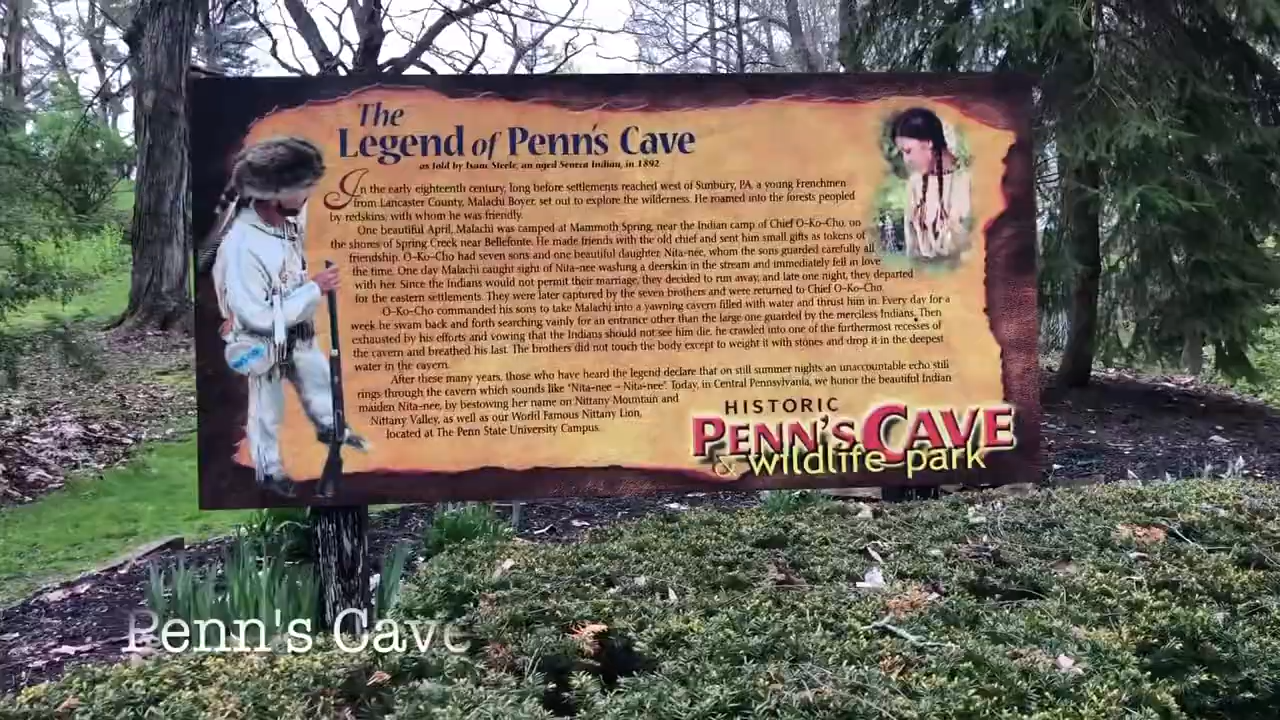 The
Legend of Penn's Cave
as told by Isaac Steele, an aged Seneca Indian, in 1892
In the early eighteenth century, long before settlements reached west of Sunbury, PA, a young Frenchmen
from Lancaster County, Malachi Boyer, set out to explore the wilderness. He roamed into the forests peopled
by redskins, with whom he was friendly.
One beautiful April, Malachi was camped at Mammoth Spring, near the Indian camp of Chief O-Ko-Cho, on
the shores of Spring Creek near Bellefonte. He made friends with the old chief and sent him small gifts as tokens of
friendship. O-Ko-Cho had seven sons and one beautiful daughter, Nita-nee, whom the sons guarded carefully all
the time. One day Malachi caught sight of Nita-nee washing a deerskin in the stream and immediately fell in love
with her. Since the Indians would not permit their marriage, they decided to run away, and late one night, they departed
for the eastern settlements. They were later captured by the seven brothers and were returned to Chief O-Ko-Cho.
O-Ko-Cho commanded his sons to take Malachi into a yawning cavern filled with water and thrust him in. Every day for a
week he swam back and forth searching vainly for an entrance other than the large one guarded by the merciless Indians. Then
exhausted by his efforts and vowing that the Indians should not see him die, he crawled into one of the furthermost recesses of
the cavern and breathed his last. The brothers did not touch the body except to weight it with stones and drop it in the deepest
water in the cavern.
After these many years, those who have heard the legend declare that on still summer nights an unaccountable echo still
rings through the cavern which sounds like "Nita-nee - Nita-nee". Today, in Central Pennsylvania, we honor the beautiful Indian
maiden Nita-nee, by bestowing her name on Nittany Mountain and
Nittany Valley, as well as our World Famous Nittany Lion,
located at The Penn State University Campus.
HISTORIC
PENN'S CAVE
& wildlife park
Penn's Cave